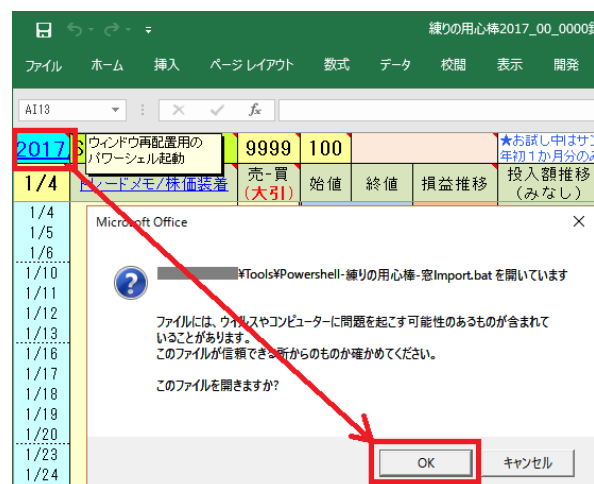 練りの用心棒2017_00_0000
ファイル ホーム 挿入 ページ レイアウト 数式 データ 校閲 表示 開発
AI13 fx
2017 S ウィンドウ再配置用の 9999 100 ★お試し中はサン
パワーシェル起動 年初1か月分のみ
1/4 トレードメモ/株価装着 売-買 始値 終値 損益推移 投入額推移
(大引) (みなし)
1/4
1/5
1/6
1/10
1/11
1/12
1/13
1/16
1/17
1/18
1/19
1/20
1/23
1/24
Microsoft Office
¥Tools¥Powershell-練りの用心棒-窓Import.bat を開いています
ファイルには、ウイルスやコンピューターに問題を起こす可能性のあるものが含まれて
いることがあります。
このファイルが信頼できる所からのものか確かめてください。
このファイルを開きますか?
OK キャンセル